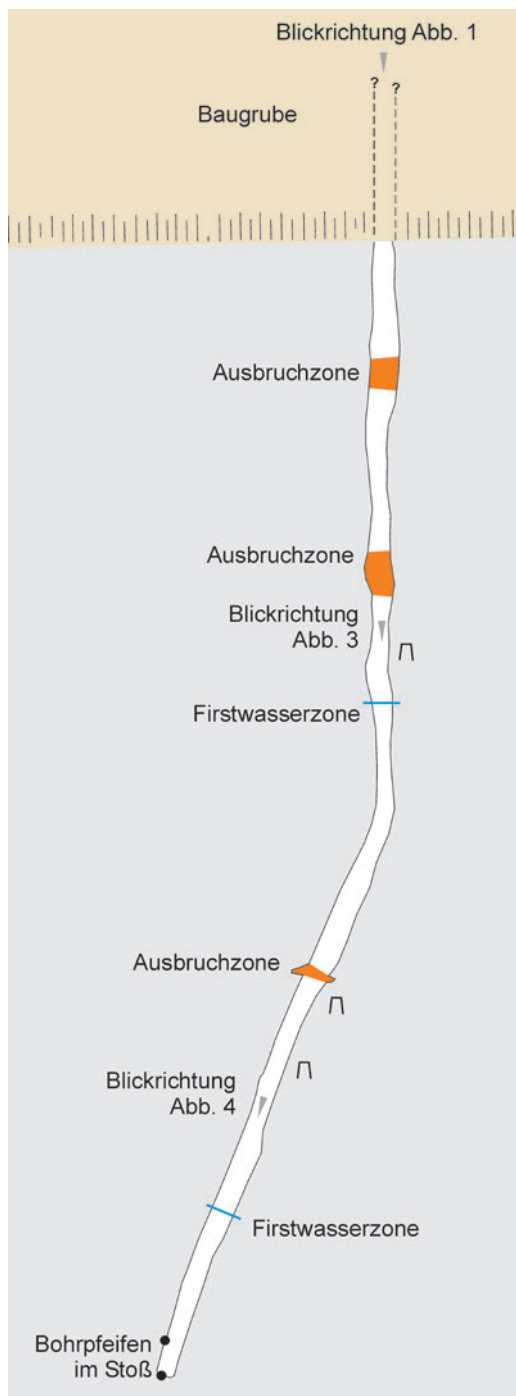 Blickrichtung Abb. 1
? ?
Baugrube
Ausbruchzone
Ausbruchzone
Blickrichtung
Abb. 3
Firstwasserzone
Ausbruchzone
Blickrichtung
Abb. 4
Firstwasserzone
Bohrpfeifen
im Stoß